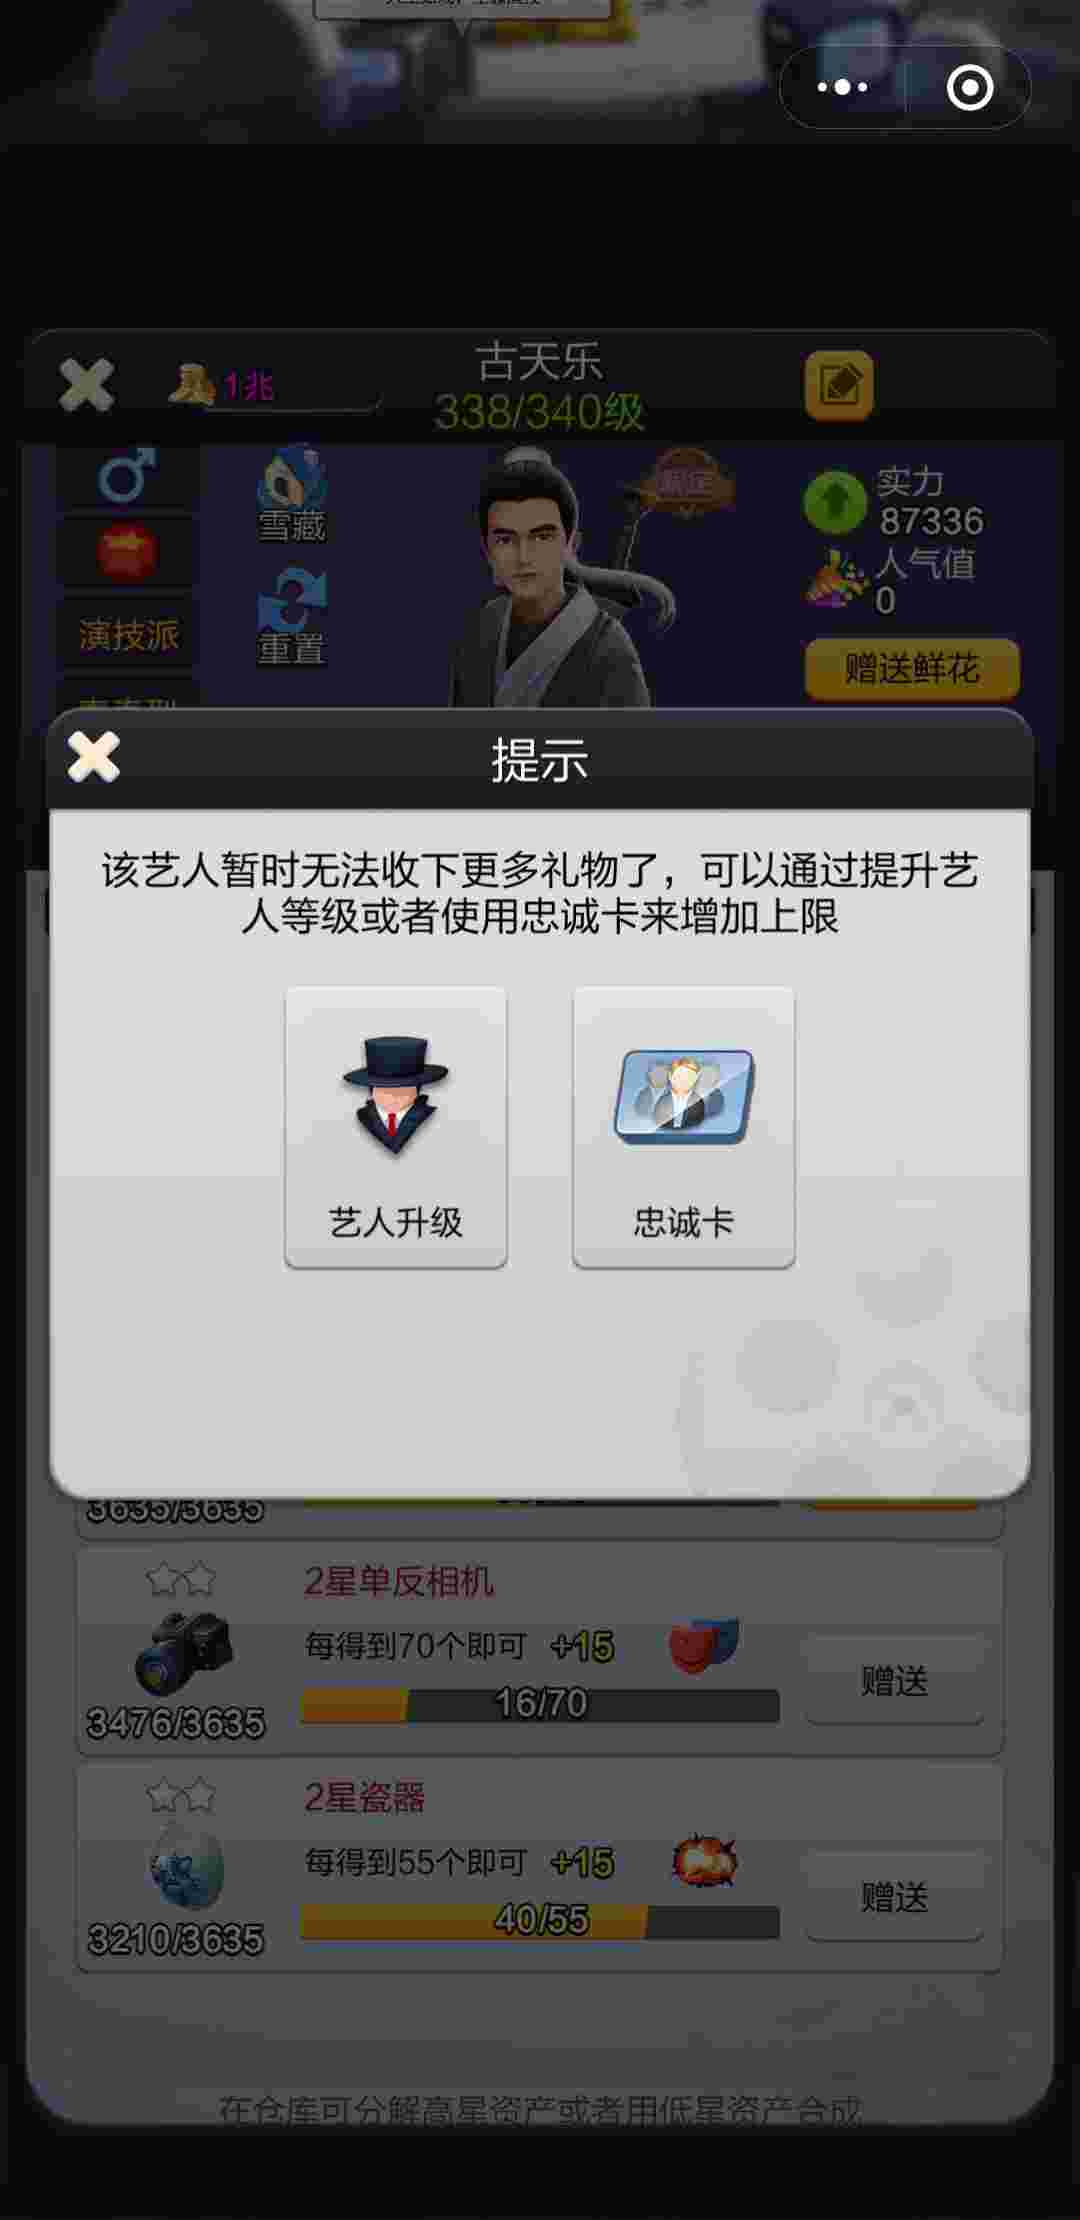 古天乐
1兆
338/340级
雪藏
实力
87336
人气值
0
演技派
重置
赠送鲜花
提示
该艺人暂时无法收下更多礼物了，可以通过提升艺
人等级或者使用忠诚卡来增加上限
艺人升级
忠诚卡
3635/3635
2星单反相机
每得到70个即可 +15
16/70
3476/3635
赠送
2星瓷器
每得到55个即可 +15
40/55
3210/3635
赠送
在仓库可分解高星资产或者用低星资产合成